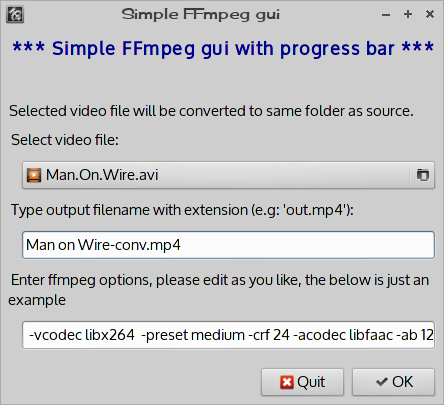 Simple FFmpeg gui
*** Simple FFmpeg gui with progress bar ***
Selected video file will be converted to same folder as source.
Select video file:
Man.On.Wire.avi
Type output filename with extension (e.g: 'out.mp4'):
Man on Wire-conv.mp4
Enter ffmpeg options, please edit as you like, the below is just an
example
-vcodec libx264  -preset medium -crf 24 -acodec libfaac -ab 12
Quit
OK